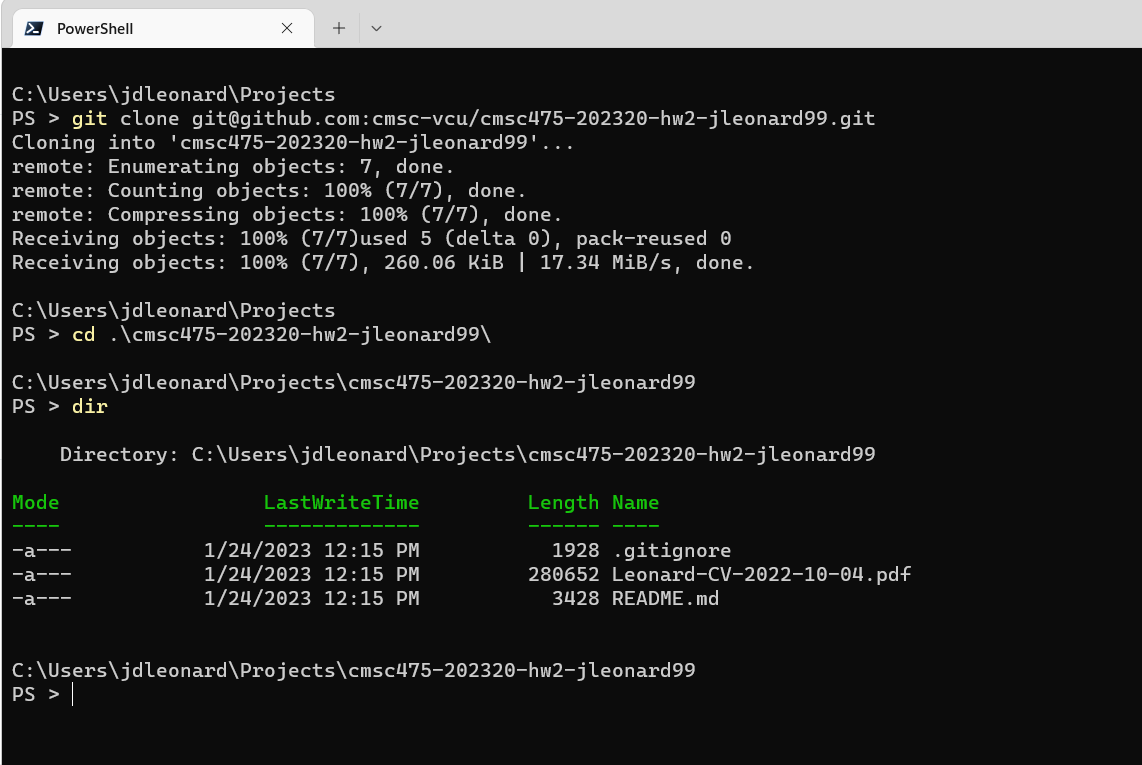 PowerShell
C:\Users\jdleonard\Projects
PS > git clone git@github.com:cmsc-vcu/cmsc475-202320-hw2-jleonard99.git
Cloning into 'cmsc475-202320-hw2-jleonard99'...
remote: Enumerating objects: 7, done.
remote: Counting objects: 100% (7/7), done.
remote: Compressing objects: 100% (7/7), done.
Receiving objects: 100% (7/7)used 5 (delta 0), pack-reused 0
Receiving objects: 100% (7/7), 260.06 KiB | 17.34 MiB/s, done.
C:\Users\jdleonard\Projects
PS > cd .\cmsc475-202320-hw2-jleonard99\
C:\Users\jdleonard\Projects\cmsc475-202320-hw2-jleonard99
PS > dir
Directory: C:\Users\jdleonard\Projects\cmsc475-202320-hw2-jleonard99
Mode                 LastWriteTime         Length Name
----                 -------------         ------ ----
-a---           1/24/2023 12:15 PM           1928 .gitignore
-a---           1/24/2023 12:15 PM         280652 Leonard-CV-2022-10-04.pdf
-a---           1/24/2023 12:15 PM           3428 README.md
C:\Users\jdleonard\Projects\cmsc475-202320-hw2-jleonard99
PS >